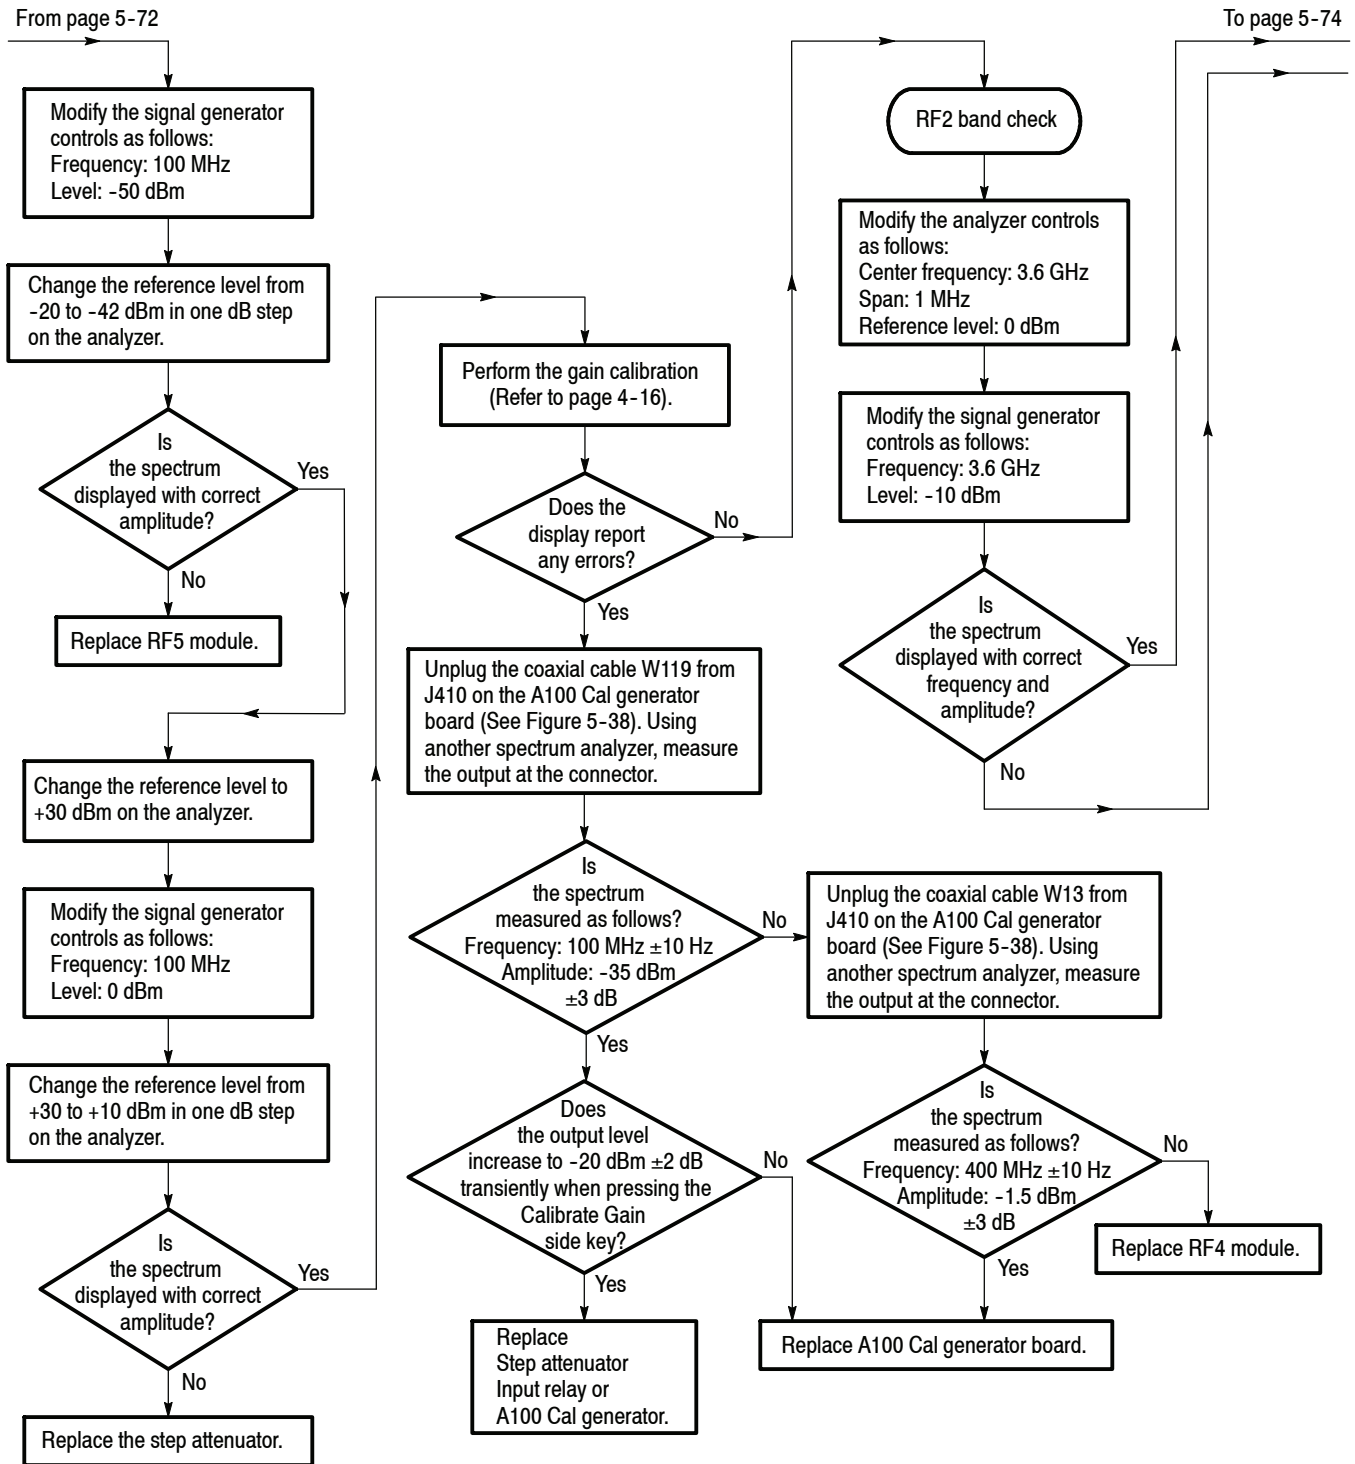 From page 5-72
Modify the signal generator
controls as follows:
Frequency: 100 MHz
Level: -50 dBm
Change the reference level from
-20 to -42 dBm in one dB step
on the analyzer.
Is
the spectrum
displayed with correct
amplitude?
Yes
No
Replace RF5 module.
Change the reference level to
+30 dBm on the analyzer.
Modify the signal generator
controls as follows:
Frequency: 100 MHz
Level: 0 dBm
Change the reference level from
+30 to +10 dBm in one dB step
on the analyzer.
Is
the spectrum
displayed with correct
amplitude?
Yes
No
Replace the step attenuator.
Perform the gain calibration
(Refer to page 4-16).
Does the
display report
any errors?
No
Yes
Unplug the coaxial cable W119 from
J410 on the A100 Cal generator
board (See Figure 5-38). Using
another spectrum analyzer, measure
the output at the connector.
Is
the spectrum
measured as follows?
Frequency: 100 MHz ±10 Hz
Amplitude: -35 dBm
±3 dB
No
Yes
Does
the output level
increase to -20 dBm ±2 dB
transiently when pressing the
Calibrate Gain
side key?
No
Yes
Replace
Step attenuator
Input relay or
A100 Cal generator.
Unplug the coaxial cable W13 from
J410 on the A100 Cal generator
board (See Figure 5-38). Using
another spectrum analyzer, measure
the output at the connector.
Is
the spectrum
measured as follows?
Frequency: 400 MHz ±10 Hz
Amplitude: -1.5 dBm
±3 dB
No
Yes
Replace RF4 module.
Replace A100 Cal generator board.
RF2 band check
Modify the analyzer controls
as follows:
Center frequency: 3.6 GHz
Span: 1 MHz
Reference level: 0 dBm
Modify the signal generator
controls as follows:
Frequency: 3.6 GHz
Level: -10 dBm
Is
the spectrum
displayed with correct
frequency and
amplitude?
Yes
No
To page 5-74